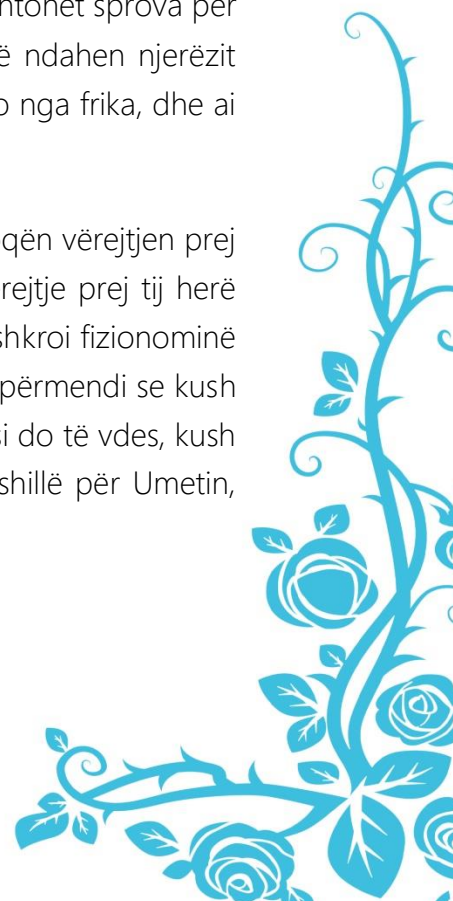 shtohet sprova për
ë ndahen njerëzit
nga frika, dhe ai
qën vërejtjen prej
rejtje prej tij herë
shkroi fizionominë
përmendi se kush
si do të vdes, kush
shillë për Umetin,